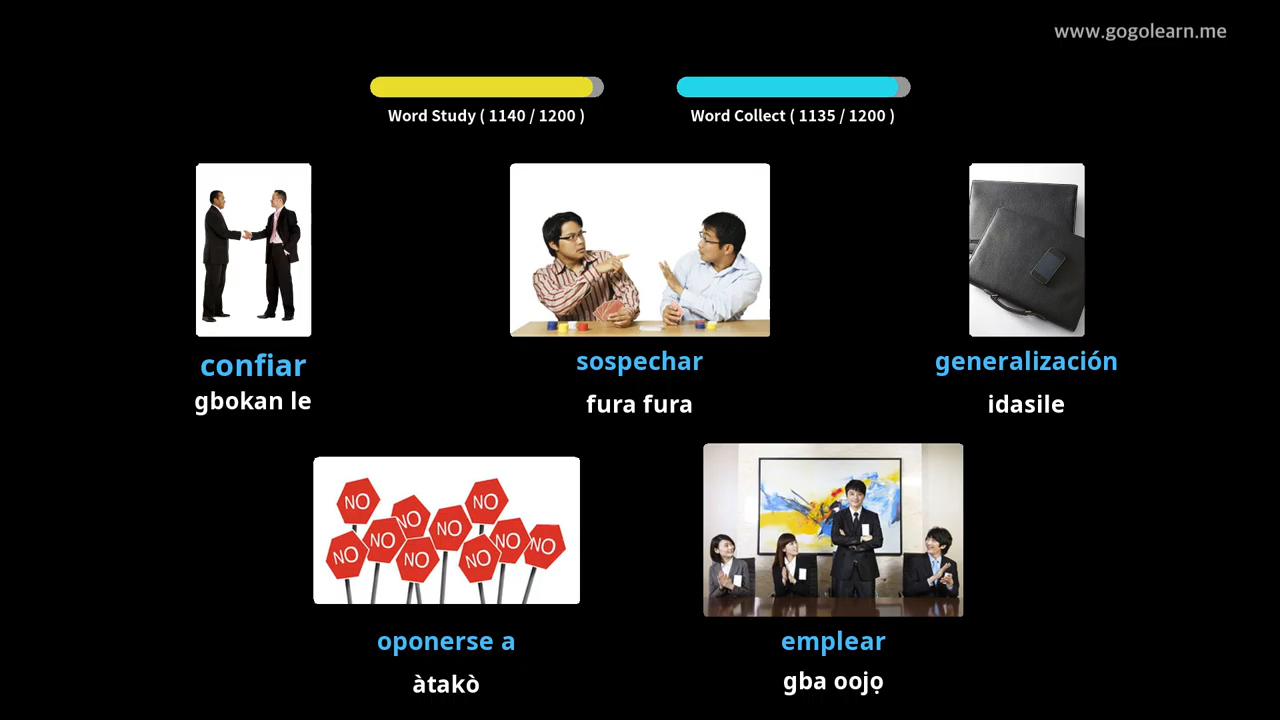 www.gogolearn.me
Word Study ( 1140 / 1200 )
Word Collect ( 1135 / 1200 )
confiar
gbokan le
sospechar
fura fura
generalización
idasile
NO
NO
NO
NO
NO
NO
NO
NO
NO
NO
oponerse a
àtakò
emplear
gba oojọ